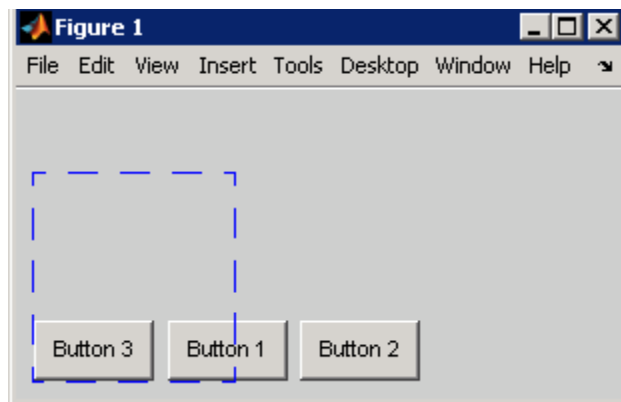 Figure 1
File Edit View Insert Tools Desktop Window Help
Button 3 Button 1 Button 2